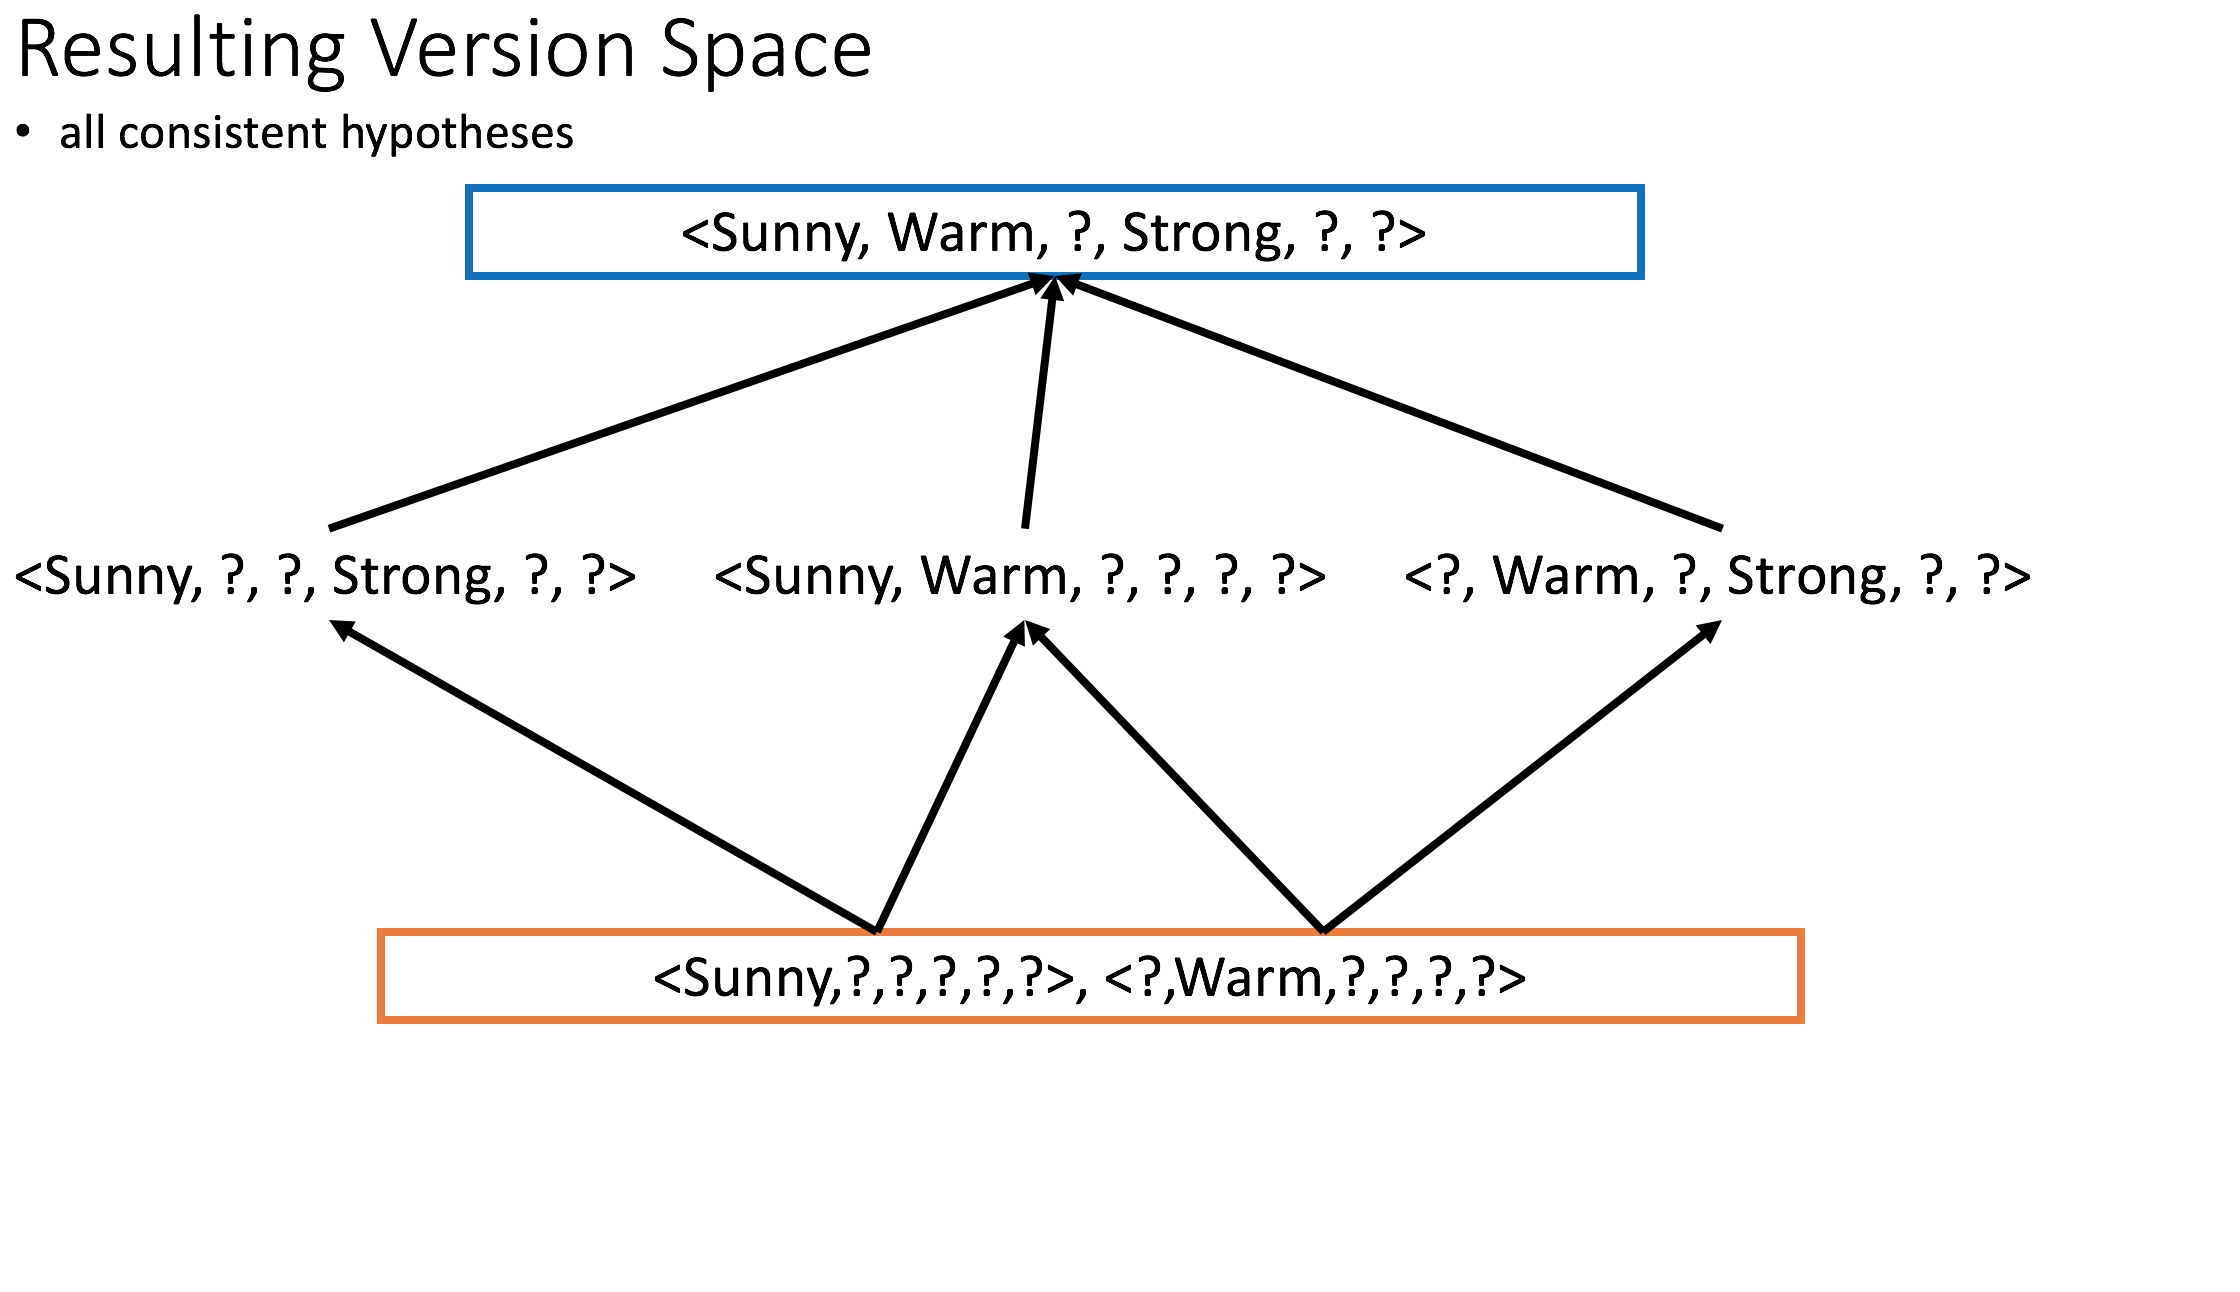 Resulting Version Space
• all consistent hypotheses
<Sunny, Warm, ?, Strong, ?, ?>
<Sunny, ?, ?, Strong, ?, ?> <Sunny, Warm, ?, ?, ?, ?> <?, Warm, ?, Strong, ?, ?>
<Sunny,?,?,?,?,?>, <?,Warm,?,?,?,?>